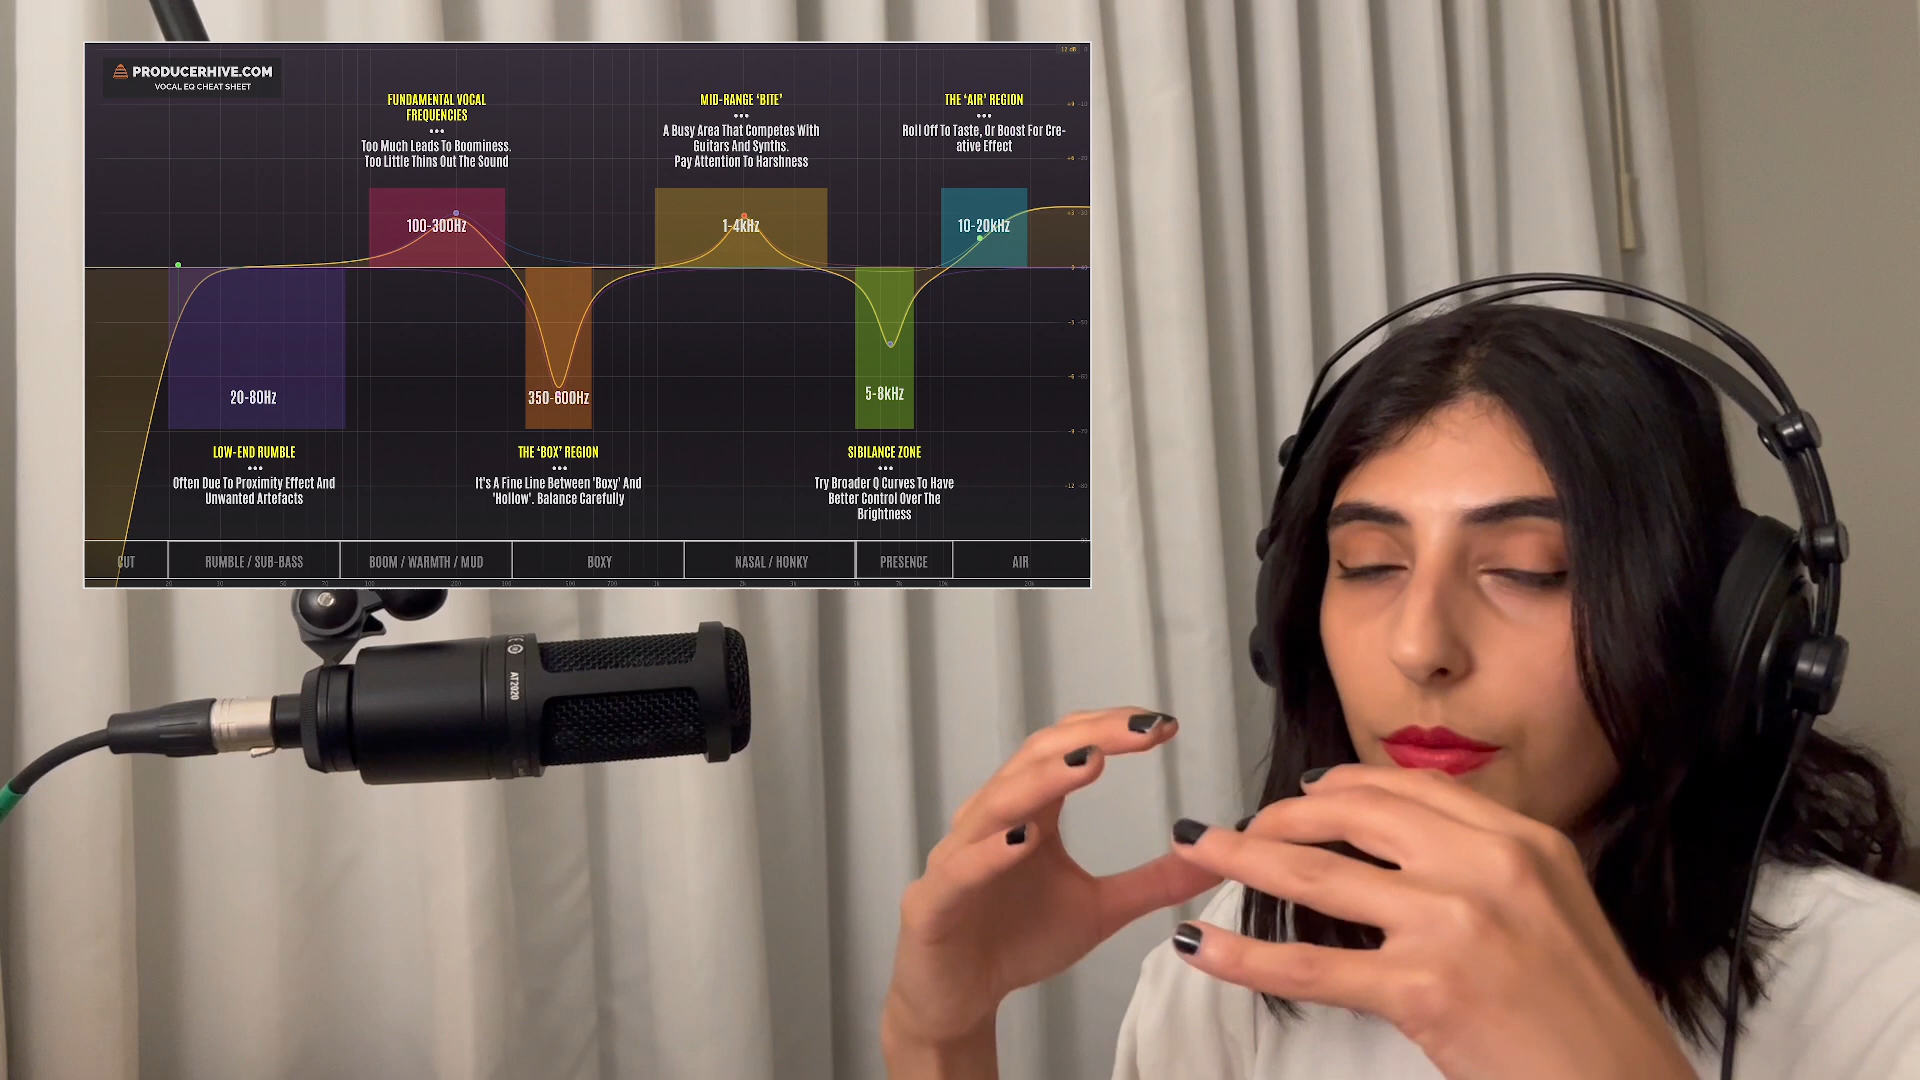 PRODUCERHIVE.COM
VOCAL EQ CHEAT SHEET
FUNDAMENTAL VOCAL
FREQUENCIES
Too Much Leads To Boominess.
Too Little Thins Out The Sound
MID-RANGE ‘BITE’
A Busy Area That Competes With
Guitars And Synths.
Pay Attention To Harshness
THE ‘AIR’ REGION
Roll Off To Taste, Or Boost For Cre-
ative Effect
12 dB
100-300Hz
1-4kHz
10-20kHz
20-80Hz
350-600Hz
5-8kHz
LOW-END RUMBLE
Often Due To Proximity Effect And
Unwanted Artefacts
THE ‘BOX’ REGION
It's A Fine Line Between 'Boxy' And
'Hollow'. Balance Carefully
SIBILANCE ZONE
Try Broader Q Curves To Have
Better Control Over The
Brightness
CUT
RUMBLE / SUB-BASS
BOOM / WARMTH / MUD
BOXY
NASAL / HONKY
PRESENCE
AIR
AT2020